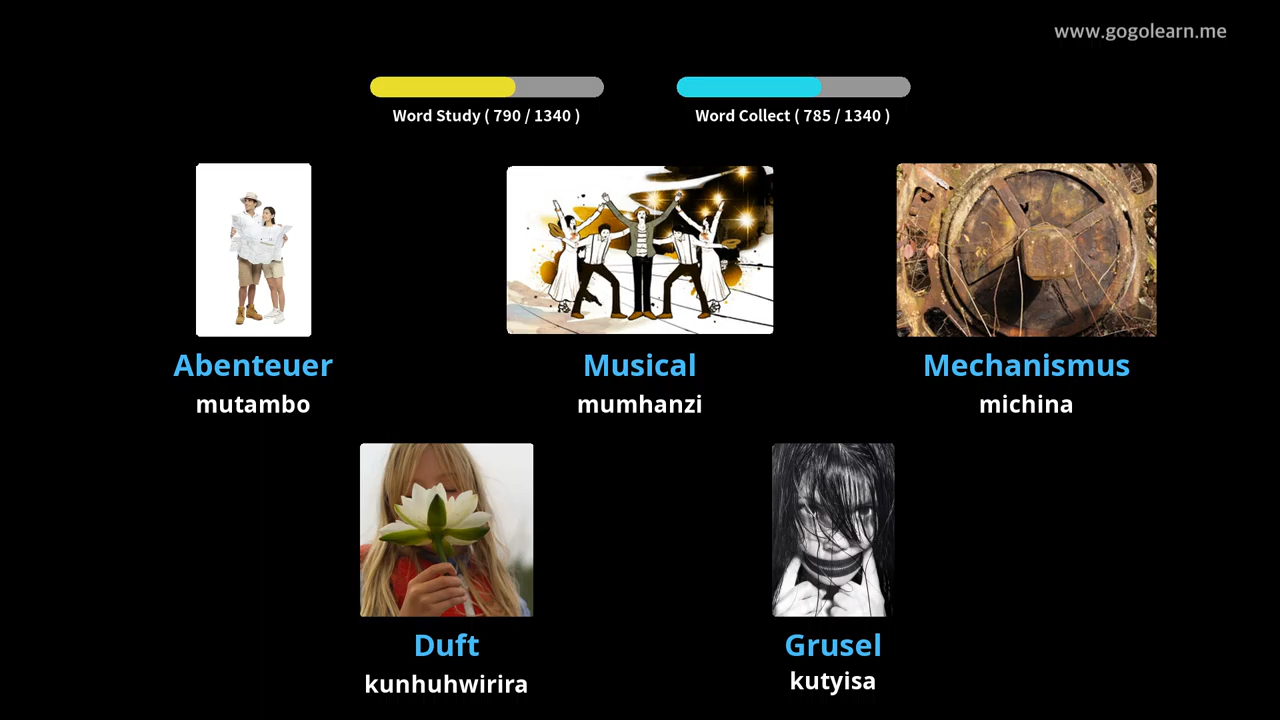 www.gogolearn.me
Word Study ( 790 / 1340 )
Word Collect ( 785 / 1340 )
Abenteuer
mutambo
Musical
mumhanzi
Mechanismus
michina
Duft
kunhuhwirira
Grusel
kutyisa